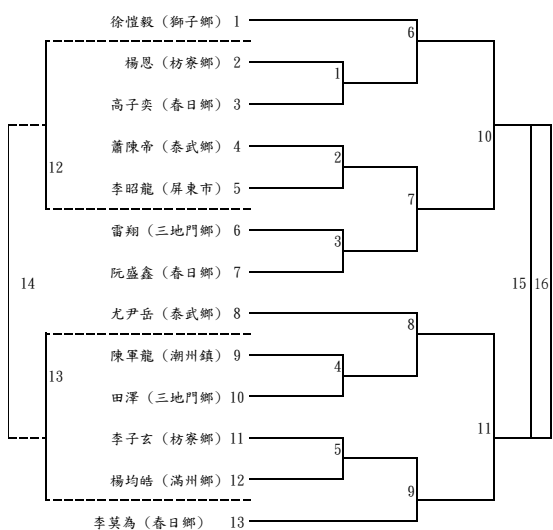 徐愷毅（獅子鄉） 1
6
楊恩（枋寮鄉） 2
1
高子奕（春日鄉） 3
10
蕭陳帝（泰武鄉） 4
2
12
李昭龍（屏東市） 5
7
雷翔（三地門鄉） 6
3
阮盛鑫（春日鄉） 7
14
15
16
尤尹岳（泰武鄉） 8
8
陳軍龍（潮州鎮） 9
4
13
田澤（三地門鄉） 10
11
李子玄（枋寮鄉） 11
5
楊均皓（滿州鄉） 12
9
李莫為（春日鄉） 13